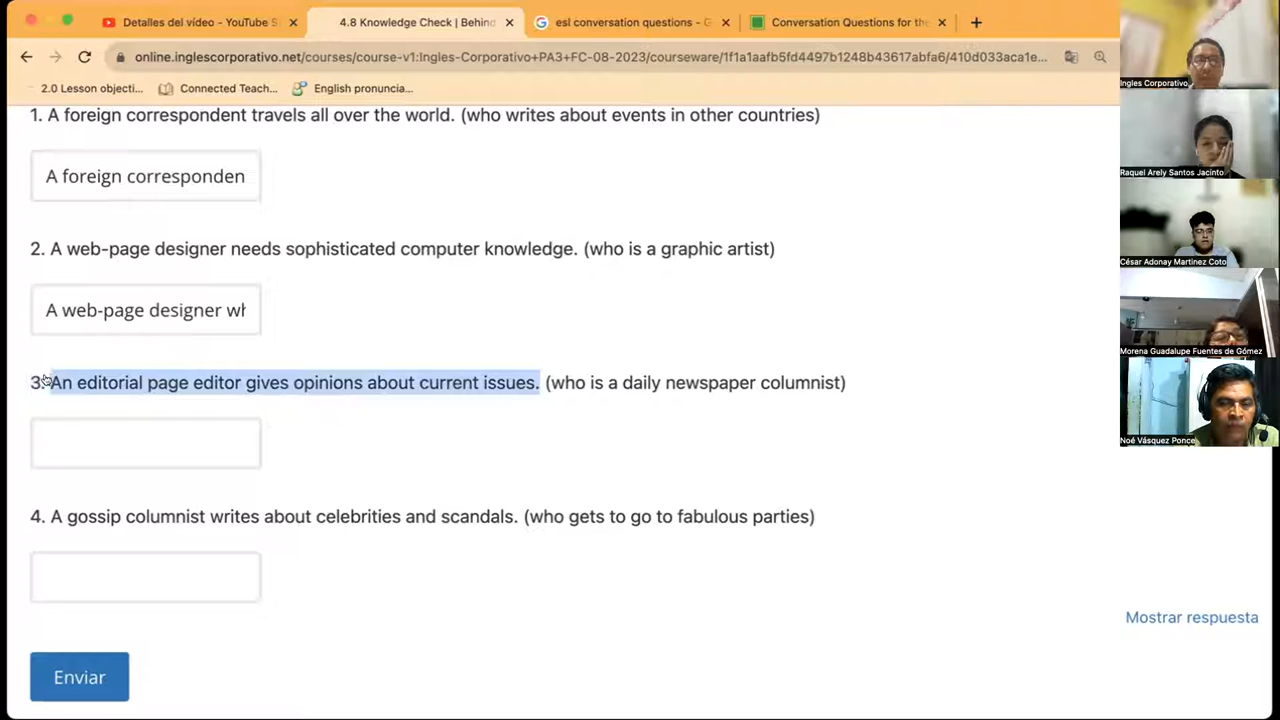 Detalles del vídeo - YouTube S
4.8 Knowledge Check | Behin
esl conversation questions - G
Conversation Questions for the
online.inglescorporativo.net/courses/course-v1:Ingles-Corporativo+PA3+FC-08-2023/courseware/1f1a1aafb5fd4497b1248b43617abfa6/410d033aca1e...
2.0 Lesson objecti...
Connected Teach...
English pronuncia...
1. A foreign correspondent travels all over the world. (who writes about events in other countries)
A foreign corresponden
2. A web-page designer needs sophisticated computer knowledge. (who is a graphic artist)
A web-page designer wh
3. An editorial page editor gives opinions about current issues. (who is a daily newspaper columnist)
4. A gossip columnist writes about celebrities and scandals. (who gets to go to fabulous parties)
Mostrar respuesta
Enviar
Ingles Corporativo
Raquel Arely Santos Jacinto
César Adonay Martinez Coto
Morena Guadalupe Fuentes de Gómez
Noé Vásquez Ponce